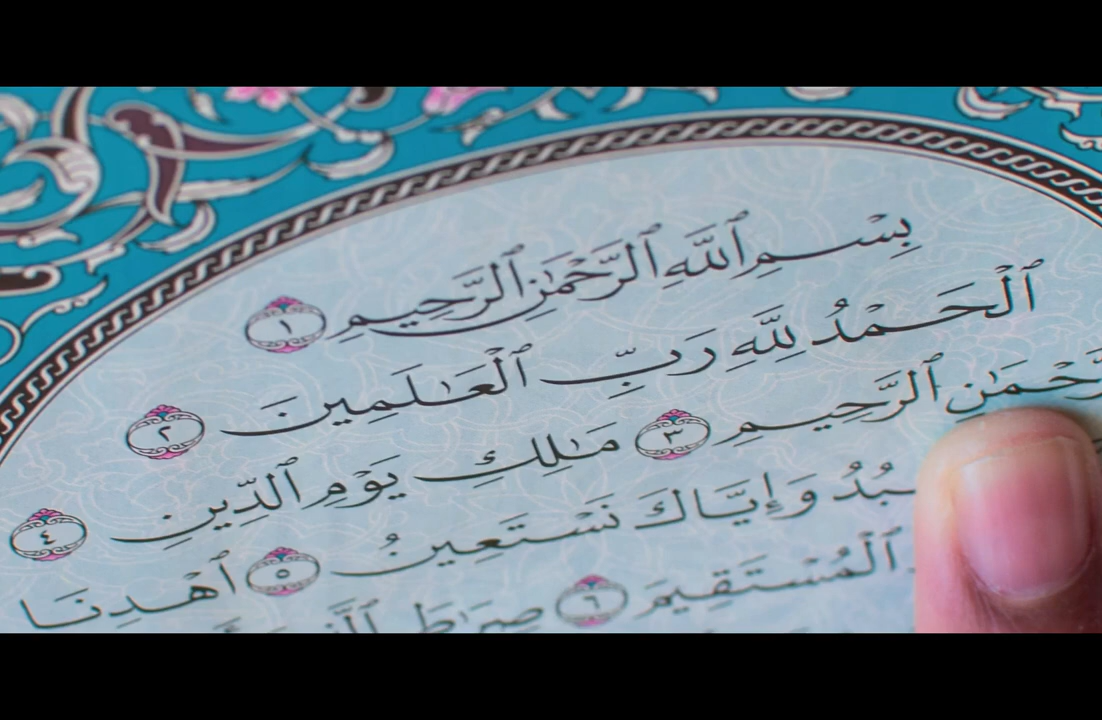 بِسْمِ ٱللَّهِ ٱلرَّحْمَٰنِ ٱلرَّحِيمِ ١
ٱلْحَمْدُ لِلَّهِ رَبِّ ٱلْعَٰلَمِينَ ٢
ٱلرَّحِيمِ ٣ مَٰلِكِ يَوْمِ ٱلدِّينِ ٤
وَإِيَّاكَ نَسْتَعِينُ ٥ ٱهْدِنَا
ٱلْمُسْتَقِيمَ ٦ صِرَٰطَ